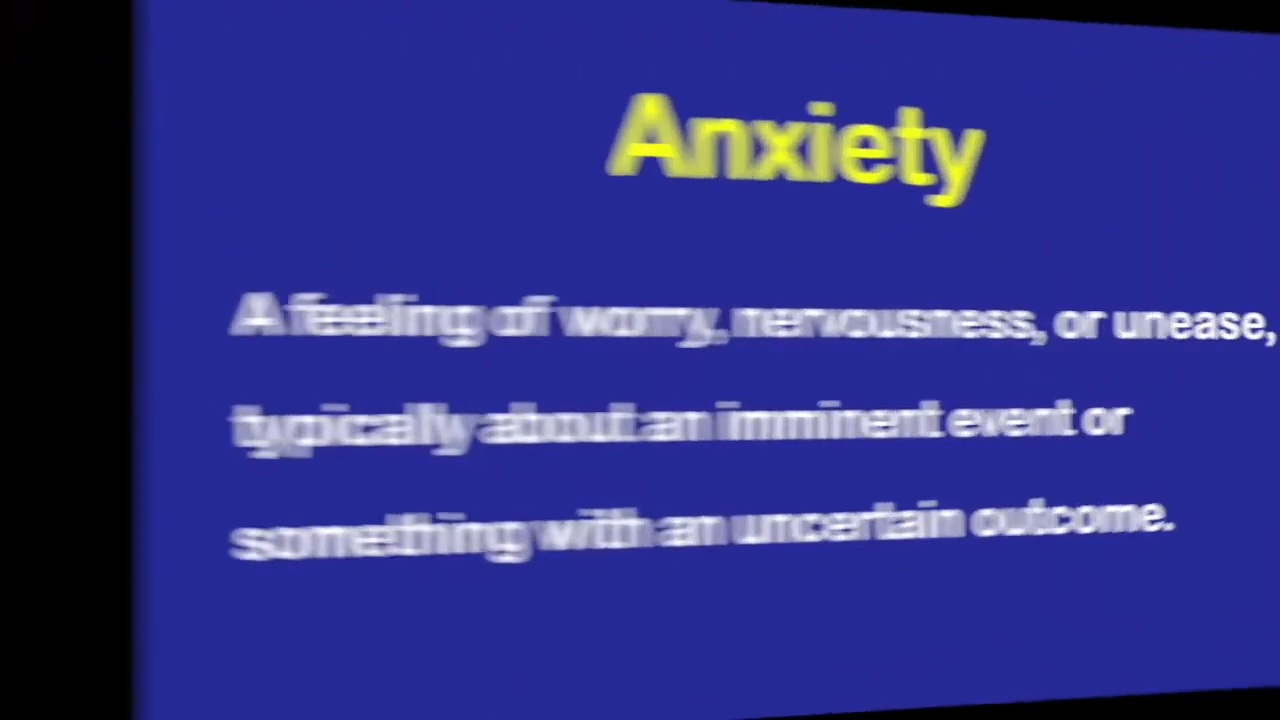 Anxiety
A feeling of worry, nervousness, or unease,
typically about an imminent event or
something with an uncertain outcome.